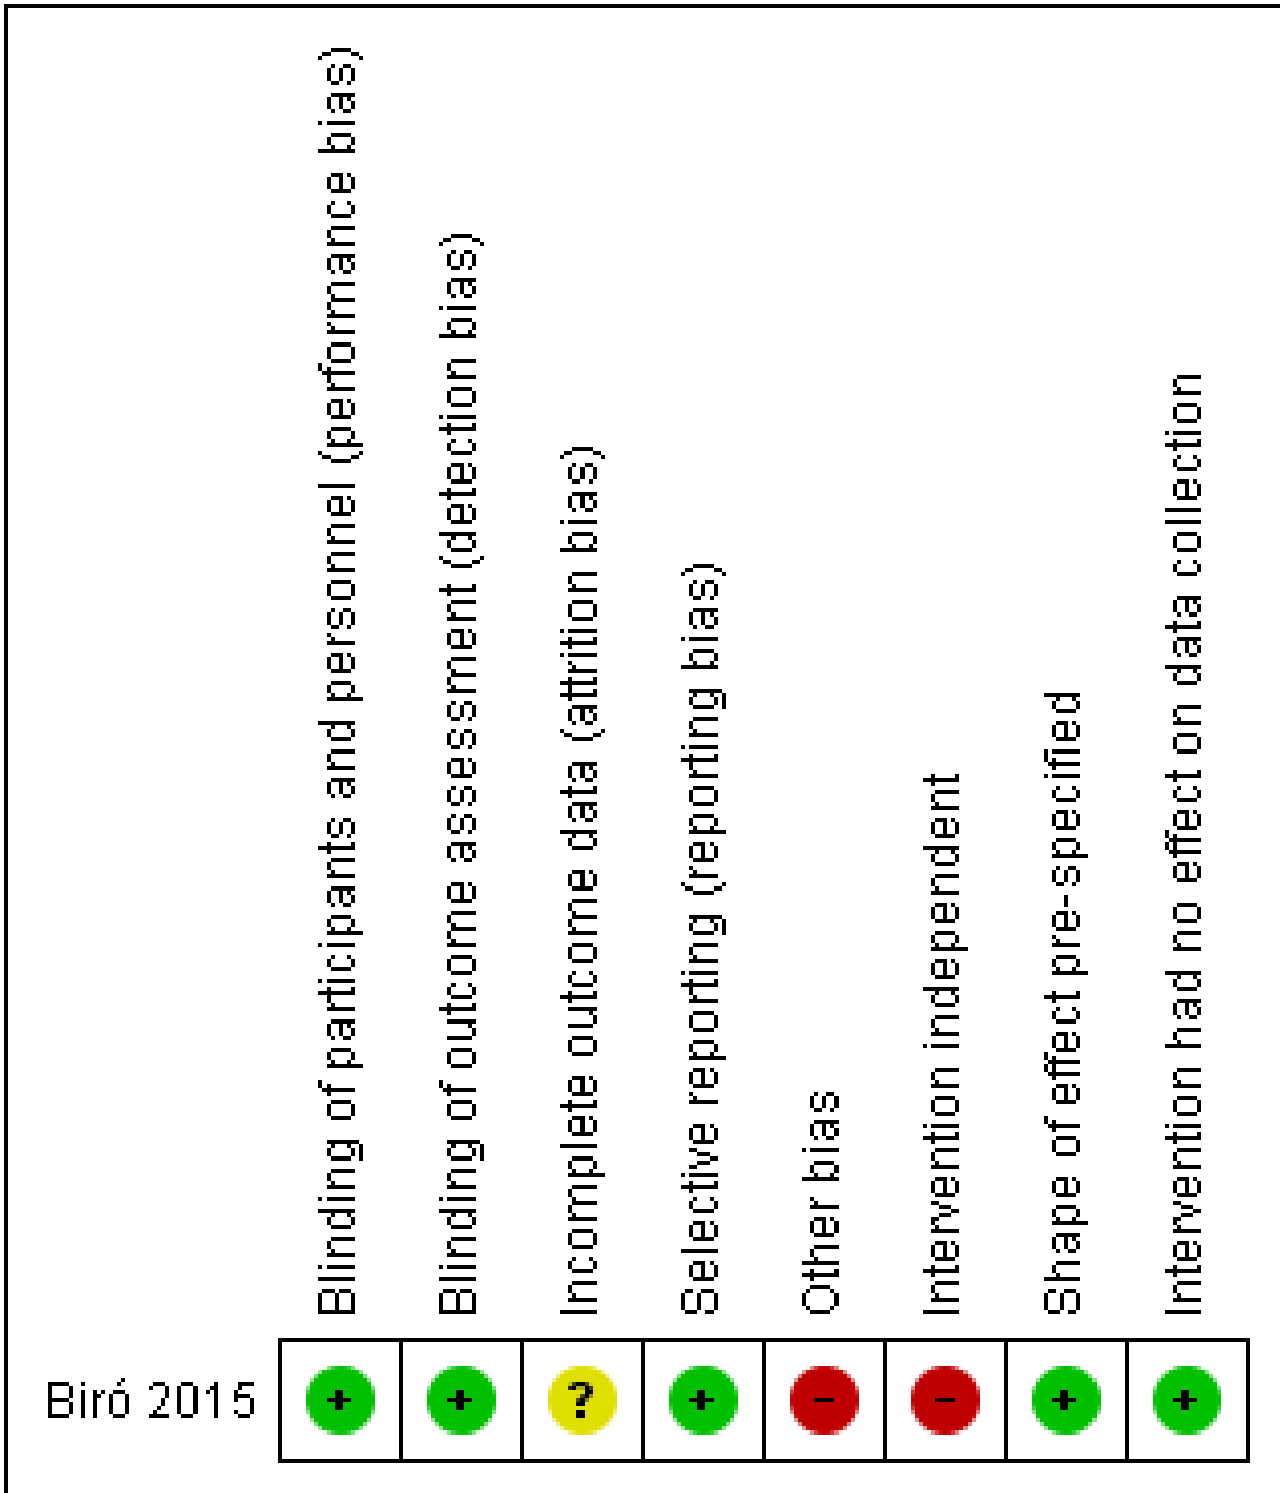 Blinding of participants and personnel (performance bias)
Blinding of outcome assessment (detection bias)
Incomplete outcome data (attrition bias)
Selective reporting (reporting bias)
Other bias
Intervention independent
Shape of effect pre-specified
Intervention had no effect on data collection
Biró 2015 + + ? + - - + +